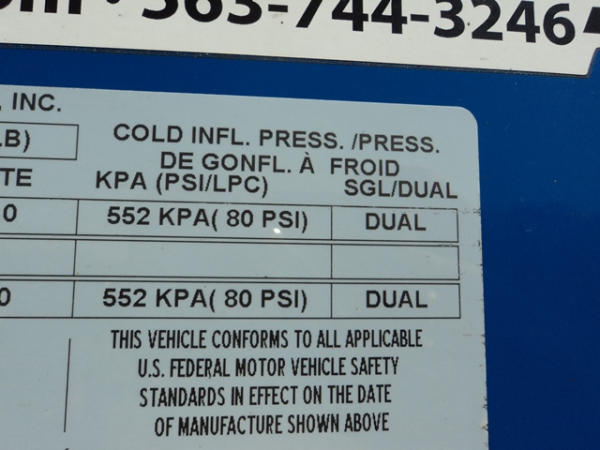 563-744-3246
, INC.
LB) COLD INFL. PRESS. /PRESS.
DE GONFL. À FROID
TE KPA (PSI/LPC) SGL/DUAL
0 552 KPA( 80 PSI) DUAL
0 552 KPA( 80 PSI) DUAL
THIS VEHICLE CONFORMS TO ALL APPLICABLE
U.S. FEDERAL MOTOR VEHICLE SAFETY
STANDARDS IN EFFECT ON THE DATE
OF MANUFACTURE SHOWN ABOVE